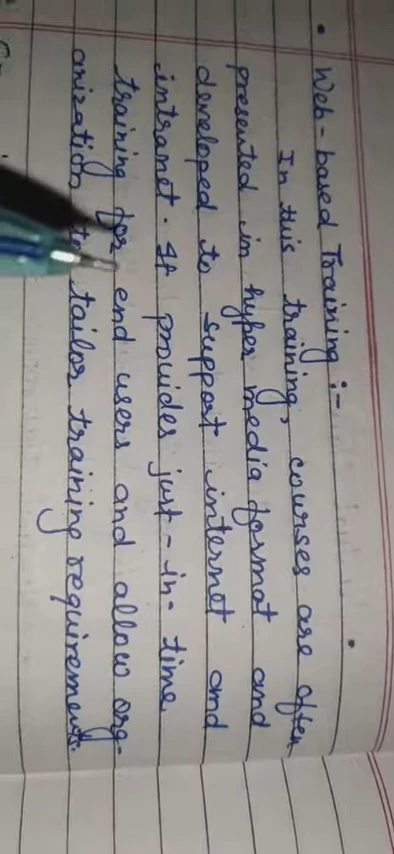 • Web-based Training :-
In this training, courses are often
presented in hyper media format and
developed to support internet and
intranet. It provides just-in-time
training for end users and allow org-
anization to tailor training requirements.